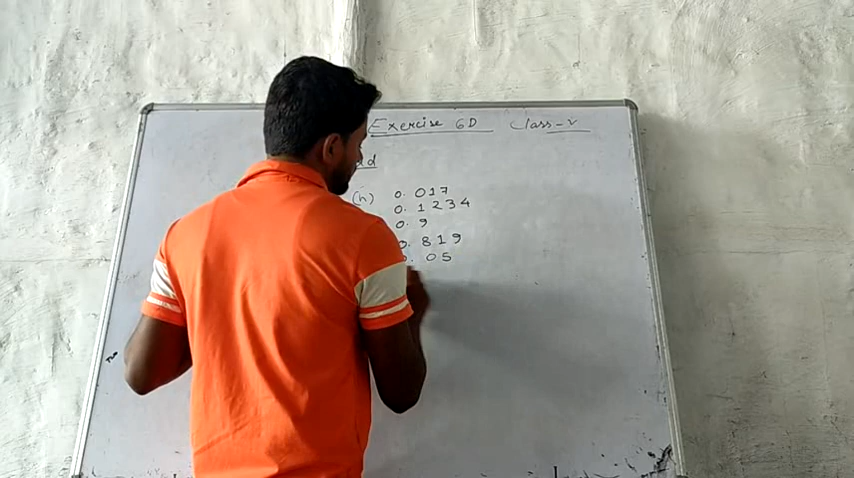 Exercise 6D Class-V
(h) 0.017
0.1234
0.9
0.819
0.05